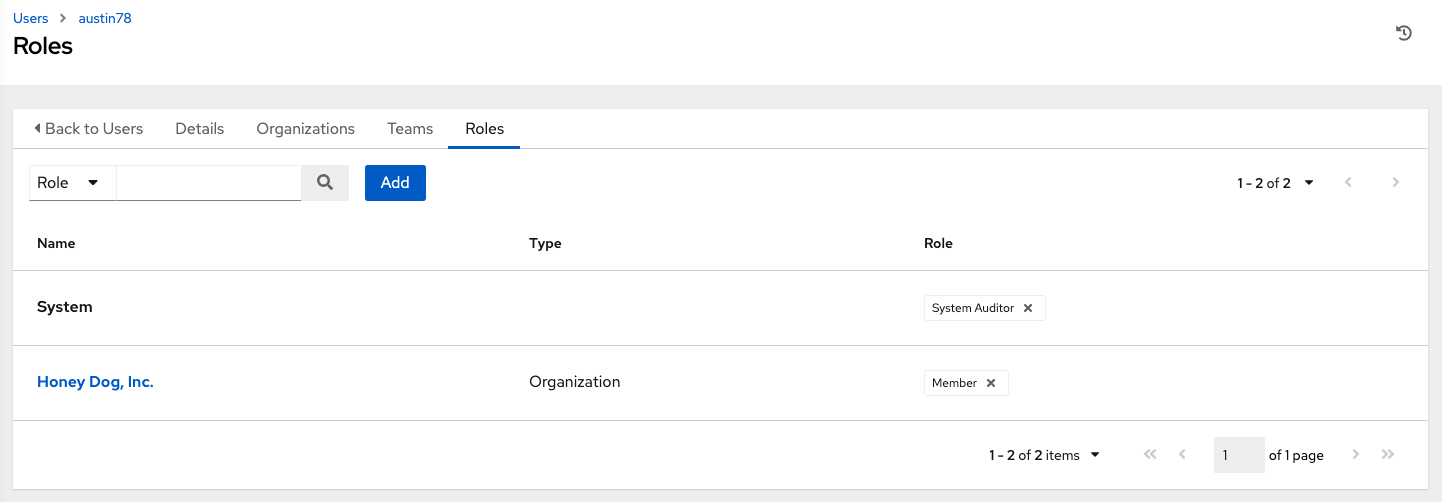 Users austin78
Roles
Back to Users Details Organizations Teams Roles
Role Add 1 - 2 of 2
Name Type Role
System System Auditor
Honey Dog, Inc. Organization Member
1 - 2 of 2 items 1 of 1 page